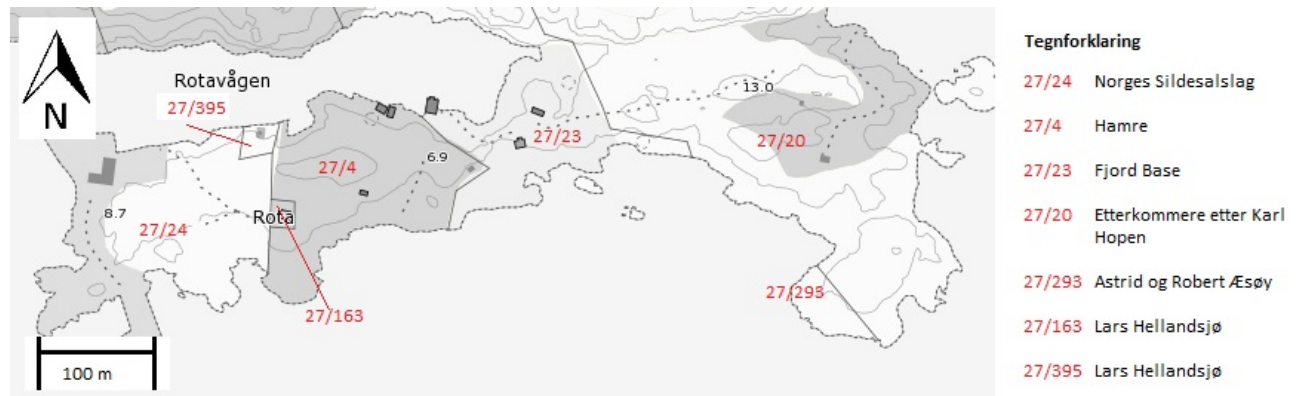 N
Rotavågen
27/395
13.0
27/23
27/20
6.9
27/4
8.7
27/24
Rota
27/293
27/163
100 m
Tegnforklaring
27/24 Norges Sildesalslag
27/4 Hamre
27/23 Fjord Base
27/20 Etterkommere etter Karl
Hopen
27/293 Astrid og Robert Æsøy
27/163 Lars Hellandsjø
27/395 Lars Hellandsjø